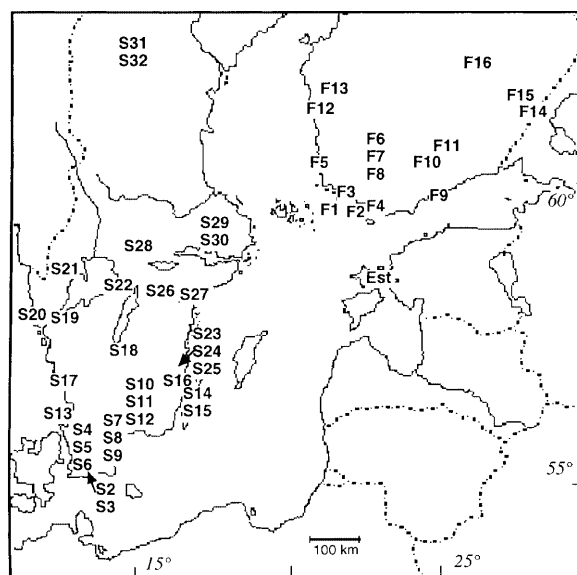 S31
S32
F16
F13
F12
F15
F14
F6
F7
F8
F11
F10
F5
F3
F1
F2
F4
F9
60°
S29
S30
S28
S21
S22
S26
S27
Est
S20
S19
S18
S23
S24
S25
S17
S10
S11
S12
S16
S14
S15
S13
S4
S5
S6
S7
S8
S9
S2
S3
55°
100 km
15°
25°